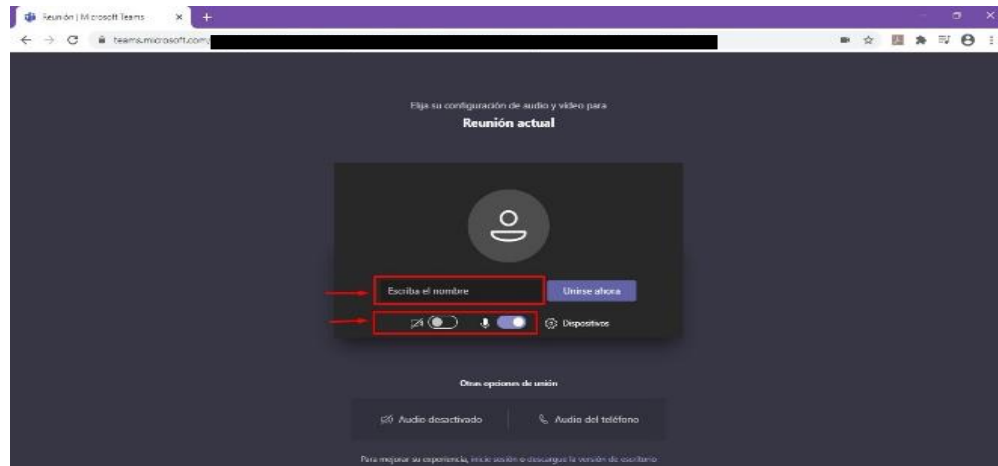 Reunión | Microsoft Teams
teams.microsoft.com/
Elija su configuración de audio y vídeo para
Reunión actual
Escriba el nombre
Unirse ahora
Dispositivos
Otras opciones de unión
Audio desactivado
Audio del teléfono
Para mejorar su experiencia, inicie sesión o descargue la versión de escritorio